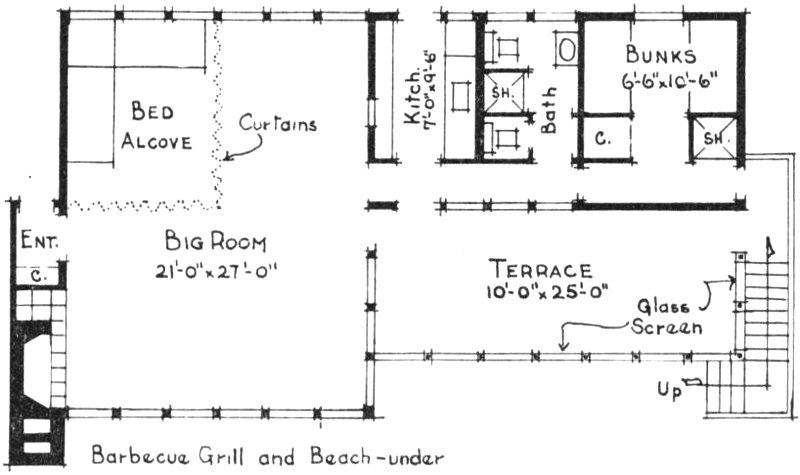 BED
ALCOVE
Curtains
Kitch.
7'-0"x9'-6"
SH.
Bath
BUNKS
6'-6"x10'-6"
C.
SH.
ENT.
C.
BIG ROOM
21'-0"x27'-0"
TERRACE
10'-0"x25'-0"
Glass
Screen
Up
Barbecue Grill and Beach-under